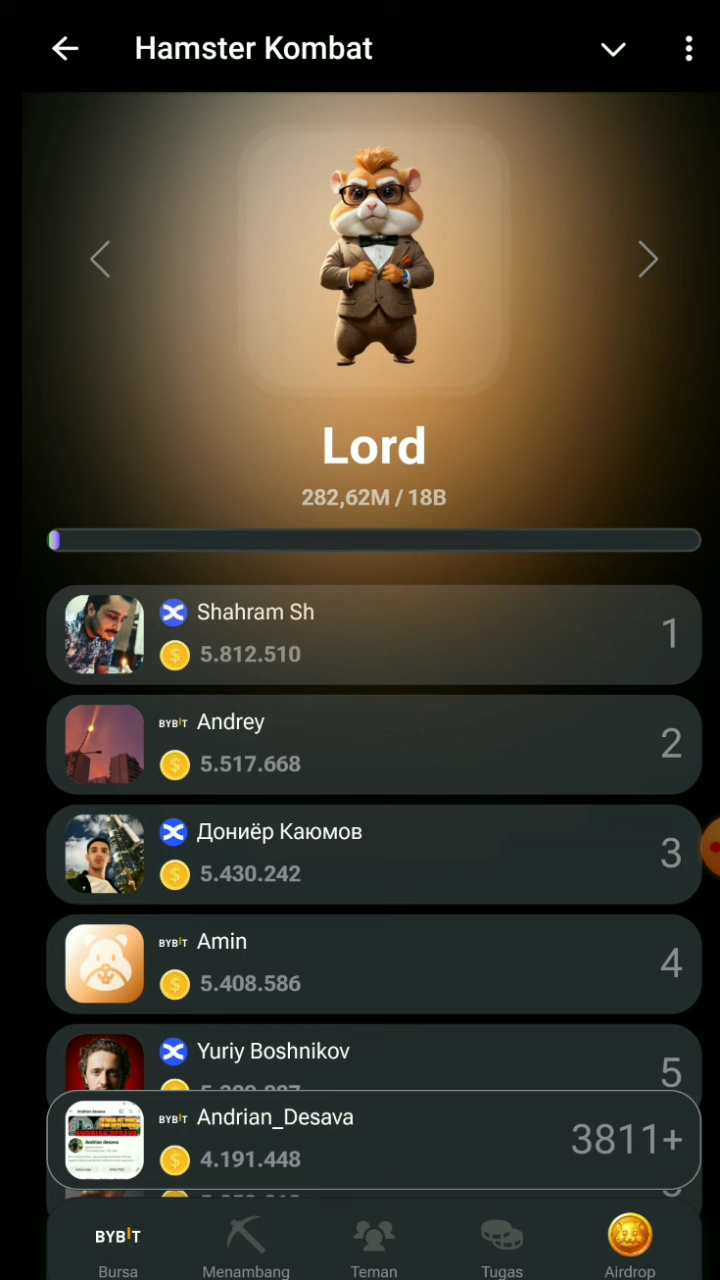 Hamster Kombat
Lord
282,62M / 18B
Shahram Sh
5.812.510
1
BYBIT Andrey
5.517.668
2
Дониёр Каюмов
5.430.242
3
BYBIT Amin
5.408.586
4
Yuriy Boshnikov
5
BYBIT Andrian_Desava
4.191.448
3811+
BYBIT
Bursa
Menambang
Teman
Tugas
Airdrop